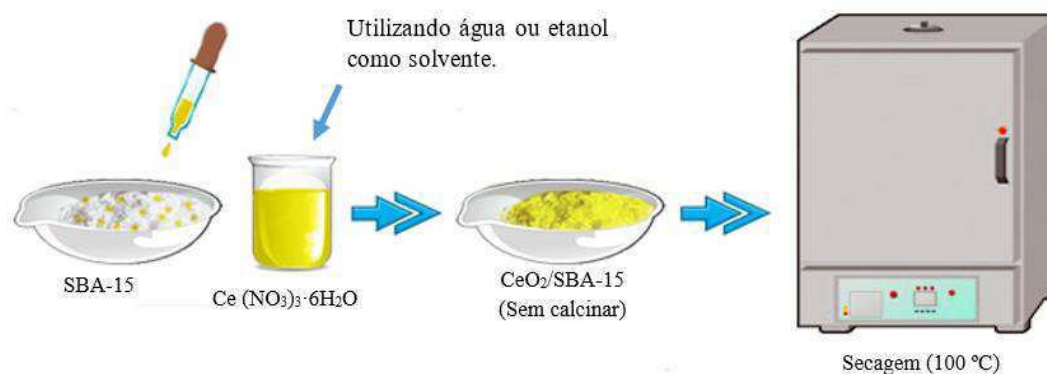 Utilizando água ou etanol
como solvente.
SBA-15
Ce (NO₃)₃·6H₂O
CeO₂/SBA-15
(Sem calcinar)
Secagem (100 ºC)